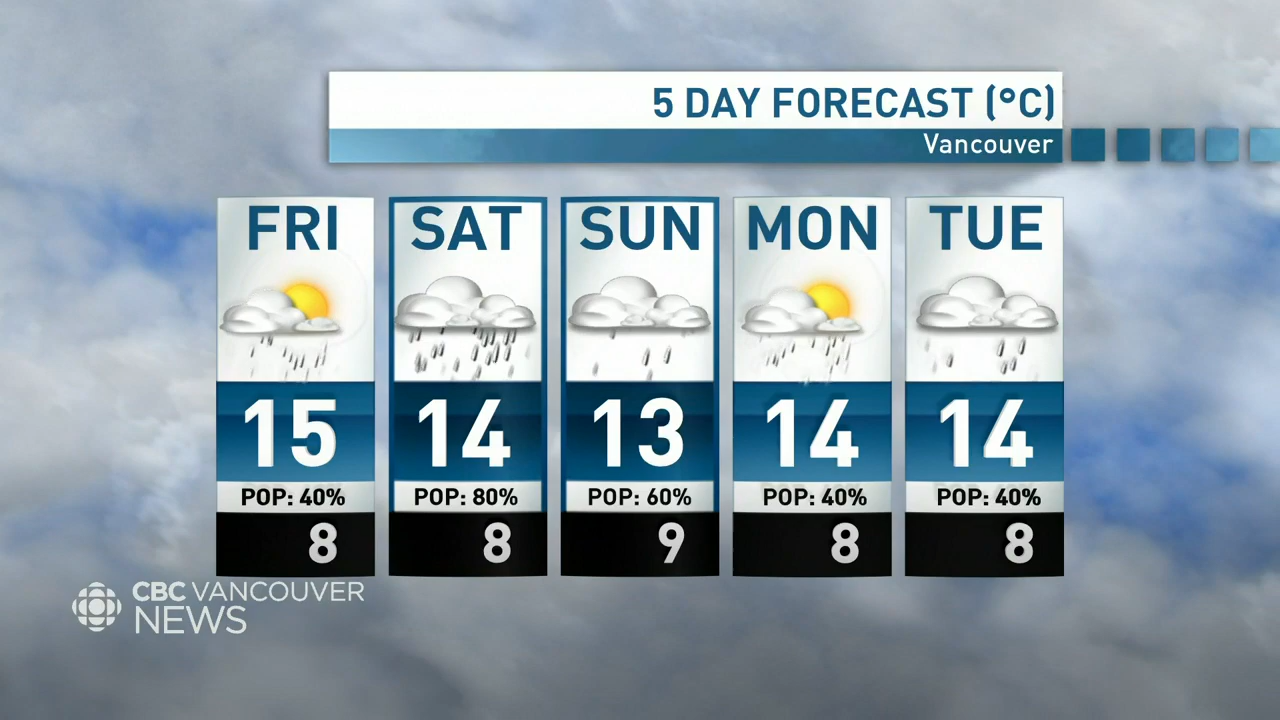 5 DAY FORECAST (°C)
Vancouver
FRI SAT SUN MON TUE
15 14 13 14 14
POP: 40% POP: 80% POP: 60% POP: 40% POP: 40%
8 8 9 8 8
CBC VANCOUVER
NEWS